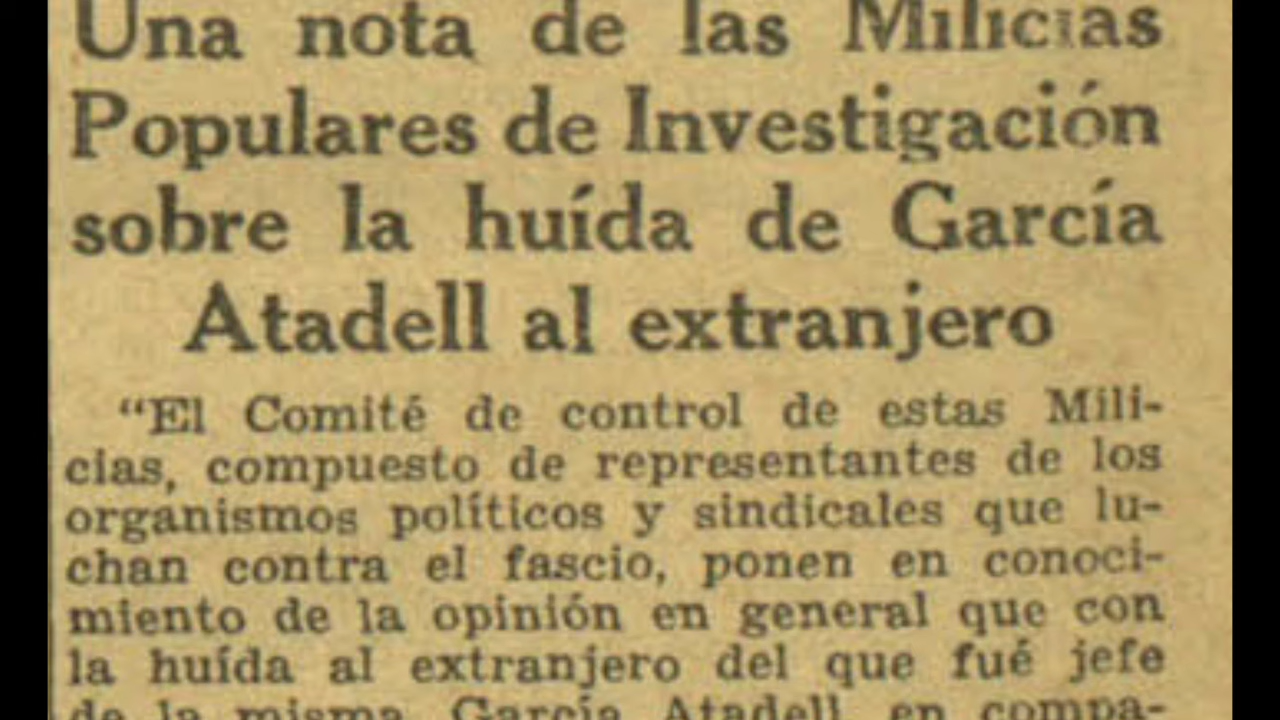 Una nota de las Milicias
Populares de Investigación
sobre la huída de García
Atadell al extranjero
“El Comité de control de estas Mili-
cias, compuesto de representantes de los
organismos políticos y sindicales que lu-
chan contra el fascio, ponen en conoci-
miento de la opinión en general que con
la huída al extranjero del que fué jefe
de la misma García Atadell, en compa-